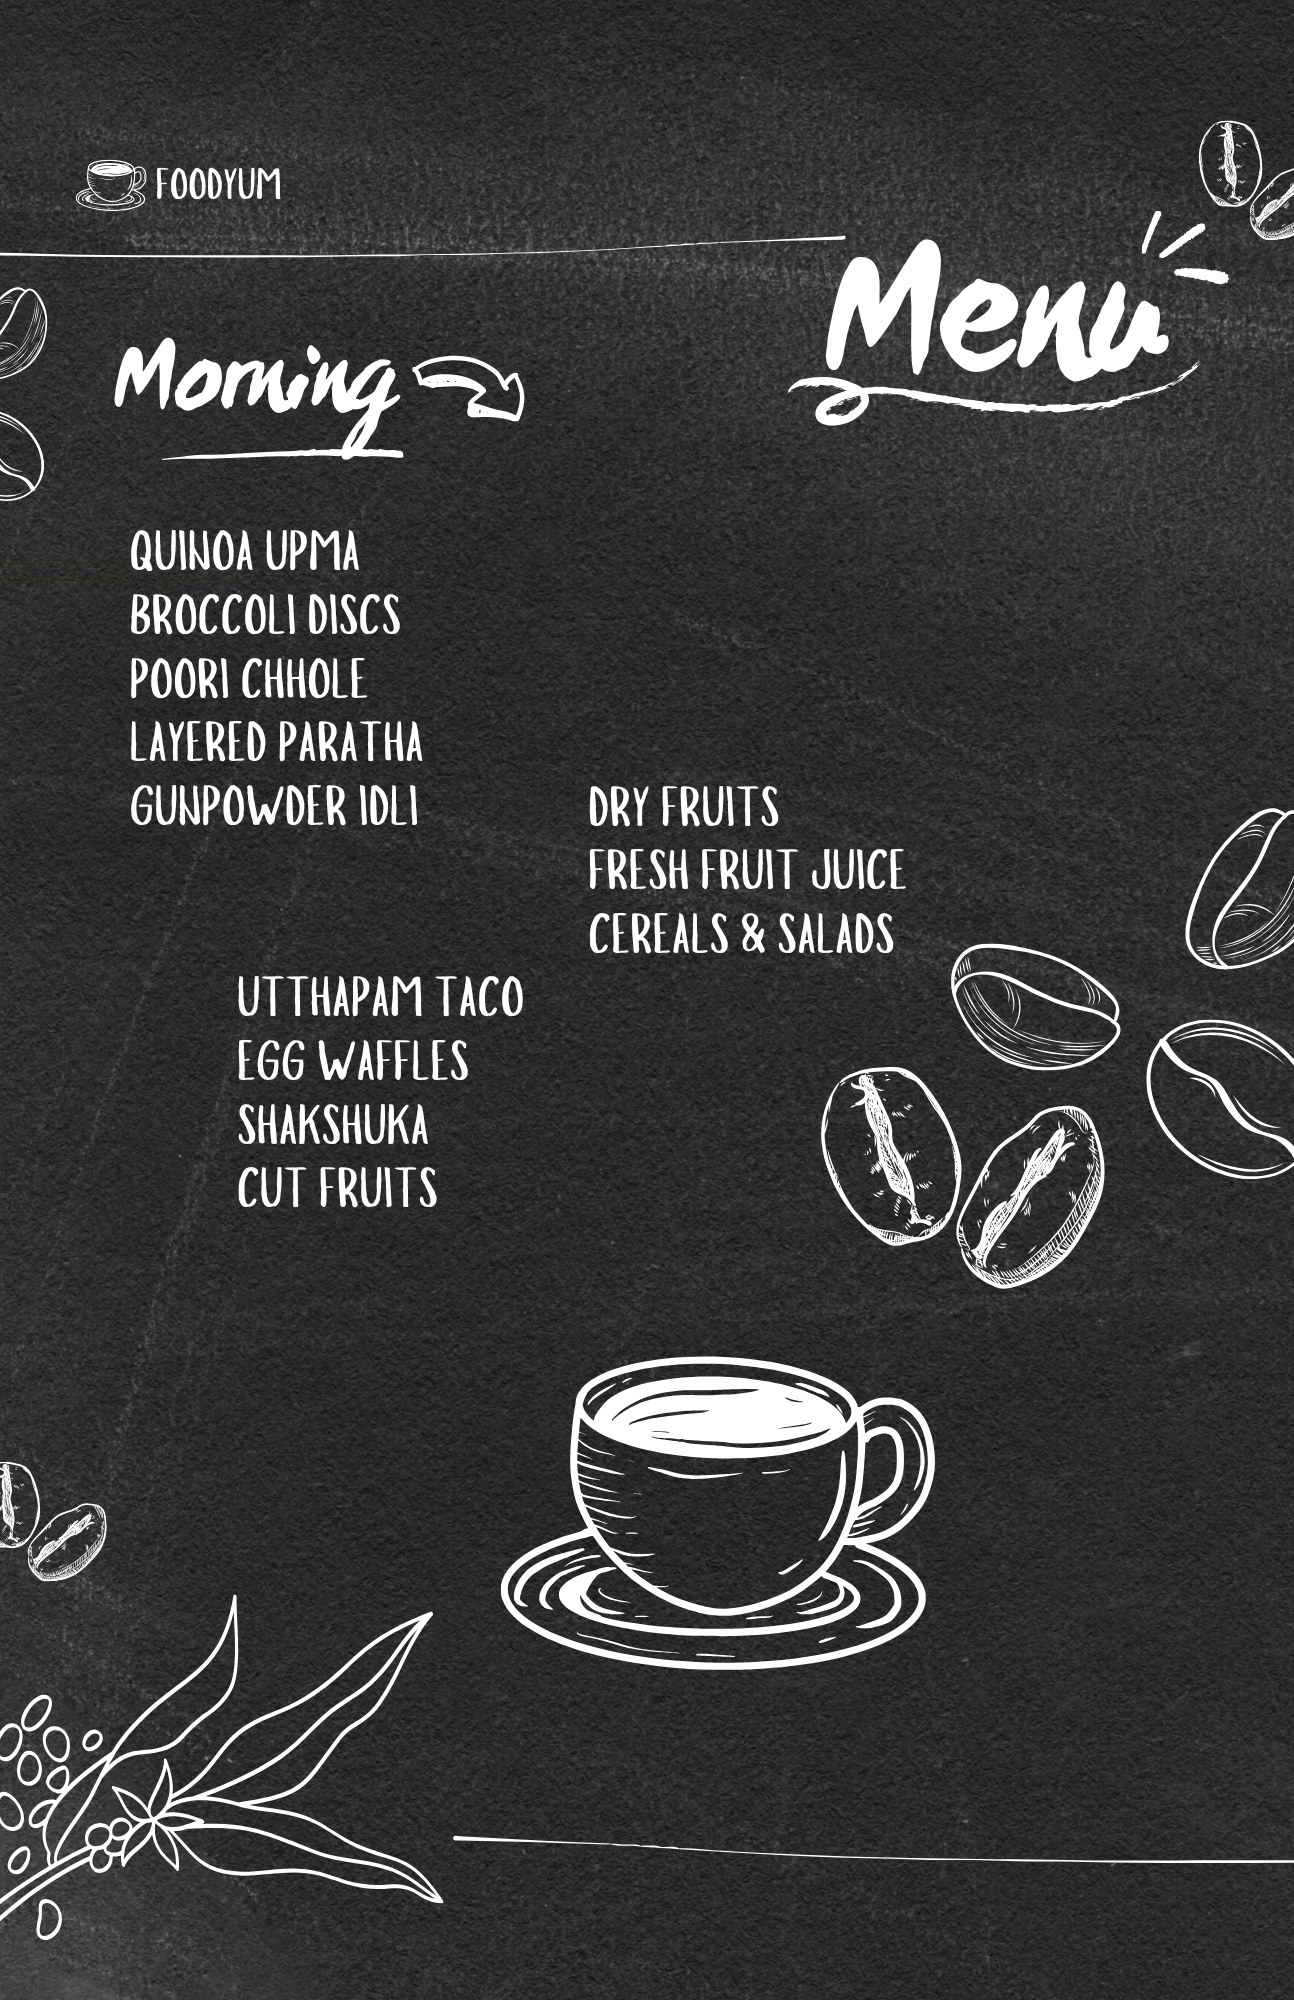 FOODYUM
Menu
Morning
QUINOA UPMA
BROCCOLI DISCS
POORI CHHOLE
LAYERED PARATHA
GUNPOWDER IDLI
DRY FRUITS
FRESH FRUIT JUICE
CEREALS & SALADS
UTTHAPAM TACO
EGG WAFFLES
SHAKSHUKA
CUT FRUITS